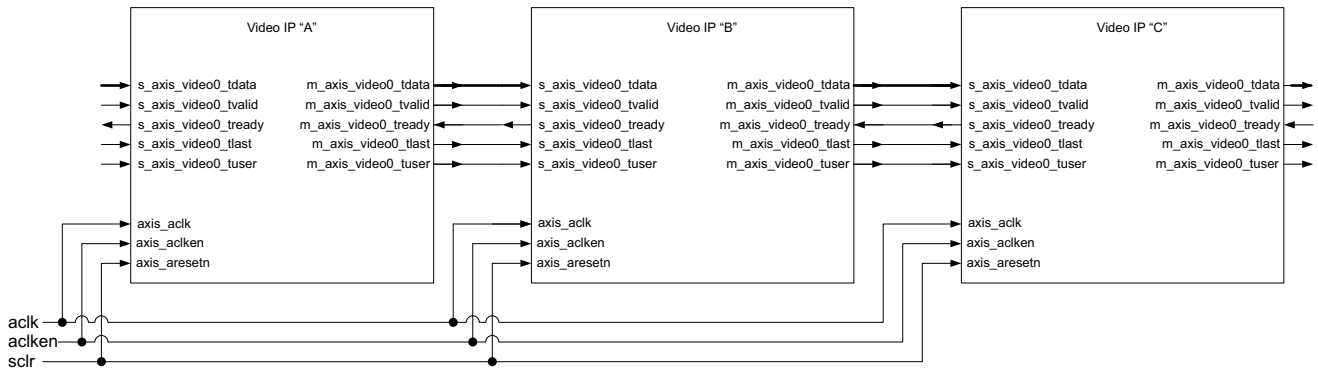 Video IP “A”
s_axis_video0_tdata
s_axis_video0_tvalid
s_axis_video0_tready
s_axis_video0_tlast
s_axis_video0_tuser
m_axis_video0_tdata
m_axis_video0_tvalid
m_axis_video0_tready
m_axis_video0_tlast
m_axis_video0_tuser
axis_aclk
axis_aclken
axis_aresetn
Video IP “B”
s_axis_video0_tdata
s_axis_video0_tvalid
s_axis_video0_tready
s_axis_video0_tlast
s_axis_video0_tuser
m_axis_video0_tdata
m_axis_video0_tvalid
m_axis_video0_tready
m_axis_video0_tlast
m_axis_video0_tuser
axis_aclk
axis_aclken
axis_aresetn
Video IP “C”
s_axis_video0_tdata
s_axis_video0_tvalid
s_axis_video0_tready
s_axis_video0_tlast
s_axis_video0_tuser
m_axis_video0_tdata
m_axis_video0_tvalid
m_axis_video0_tready
m_axis_video0_tlast
m_axis_video0_tuser
axis_aclk
axis_aclken
axis_aresetn
aclk
aclken
sclr